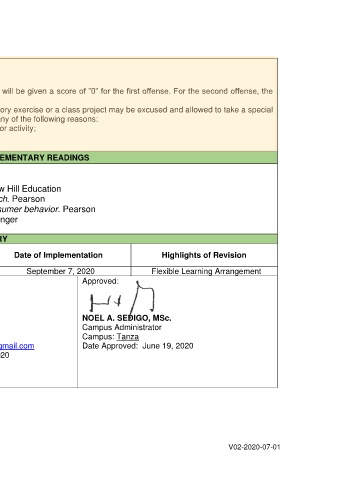 will be given a score of "0" for the first offense. For the second offense, the
ory exercise or a class project may be excused and allowed to take a special
any of the following reasons:
or activity;
EMENTARY READINGS
w Hill Education
ch. Pearson
sumer behavior. Pearson
nger
RY
Date of Implementation Highlights of Revision
September 7, 2020 Flexible Learning Arrangement
Approved:
NOEL A. SEDIGO, MSc.
Campus Administrator
Campus: Tanza
gmail.com Date Approved: June 19, 2020
020
V02-2020-07-01